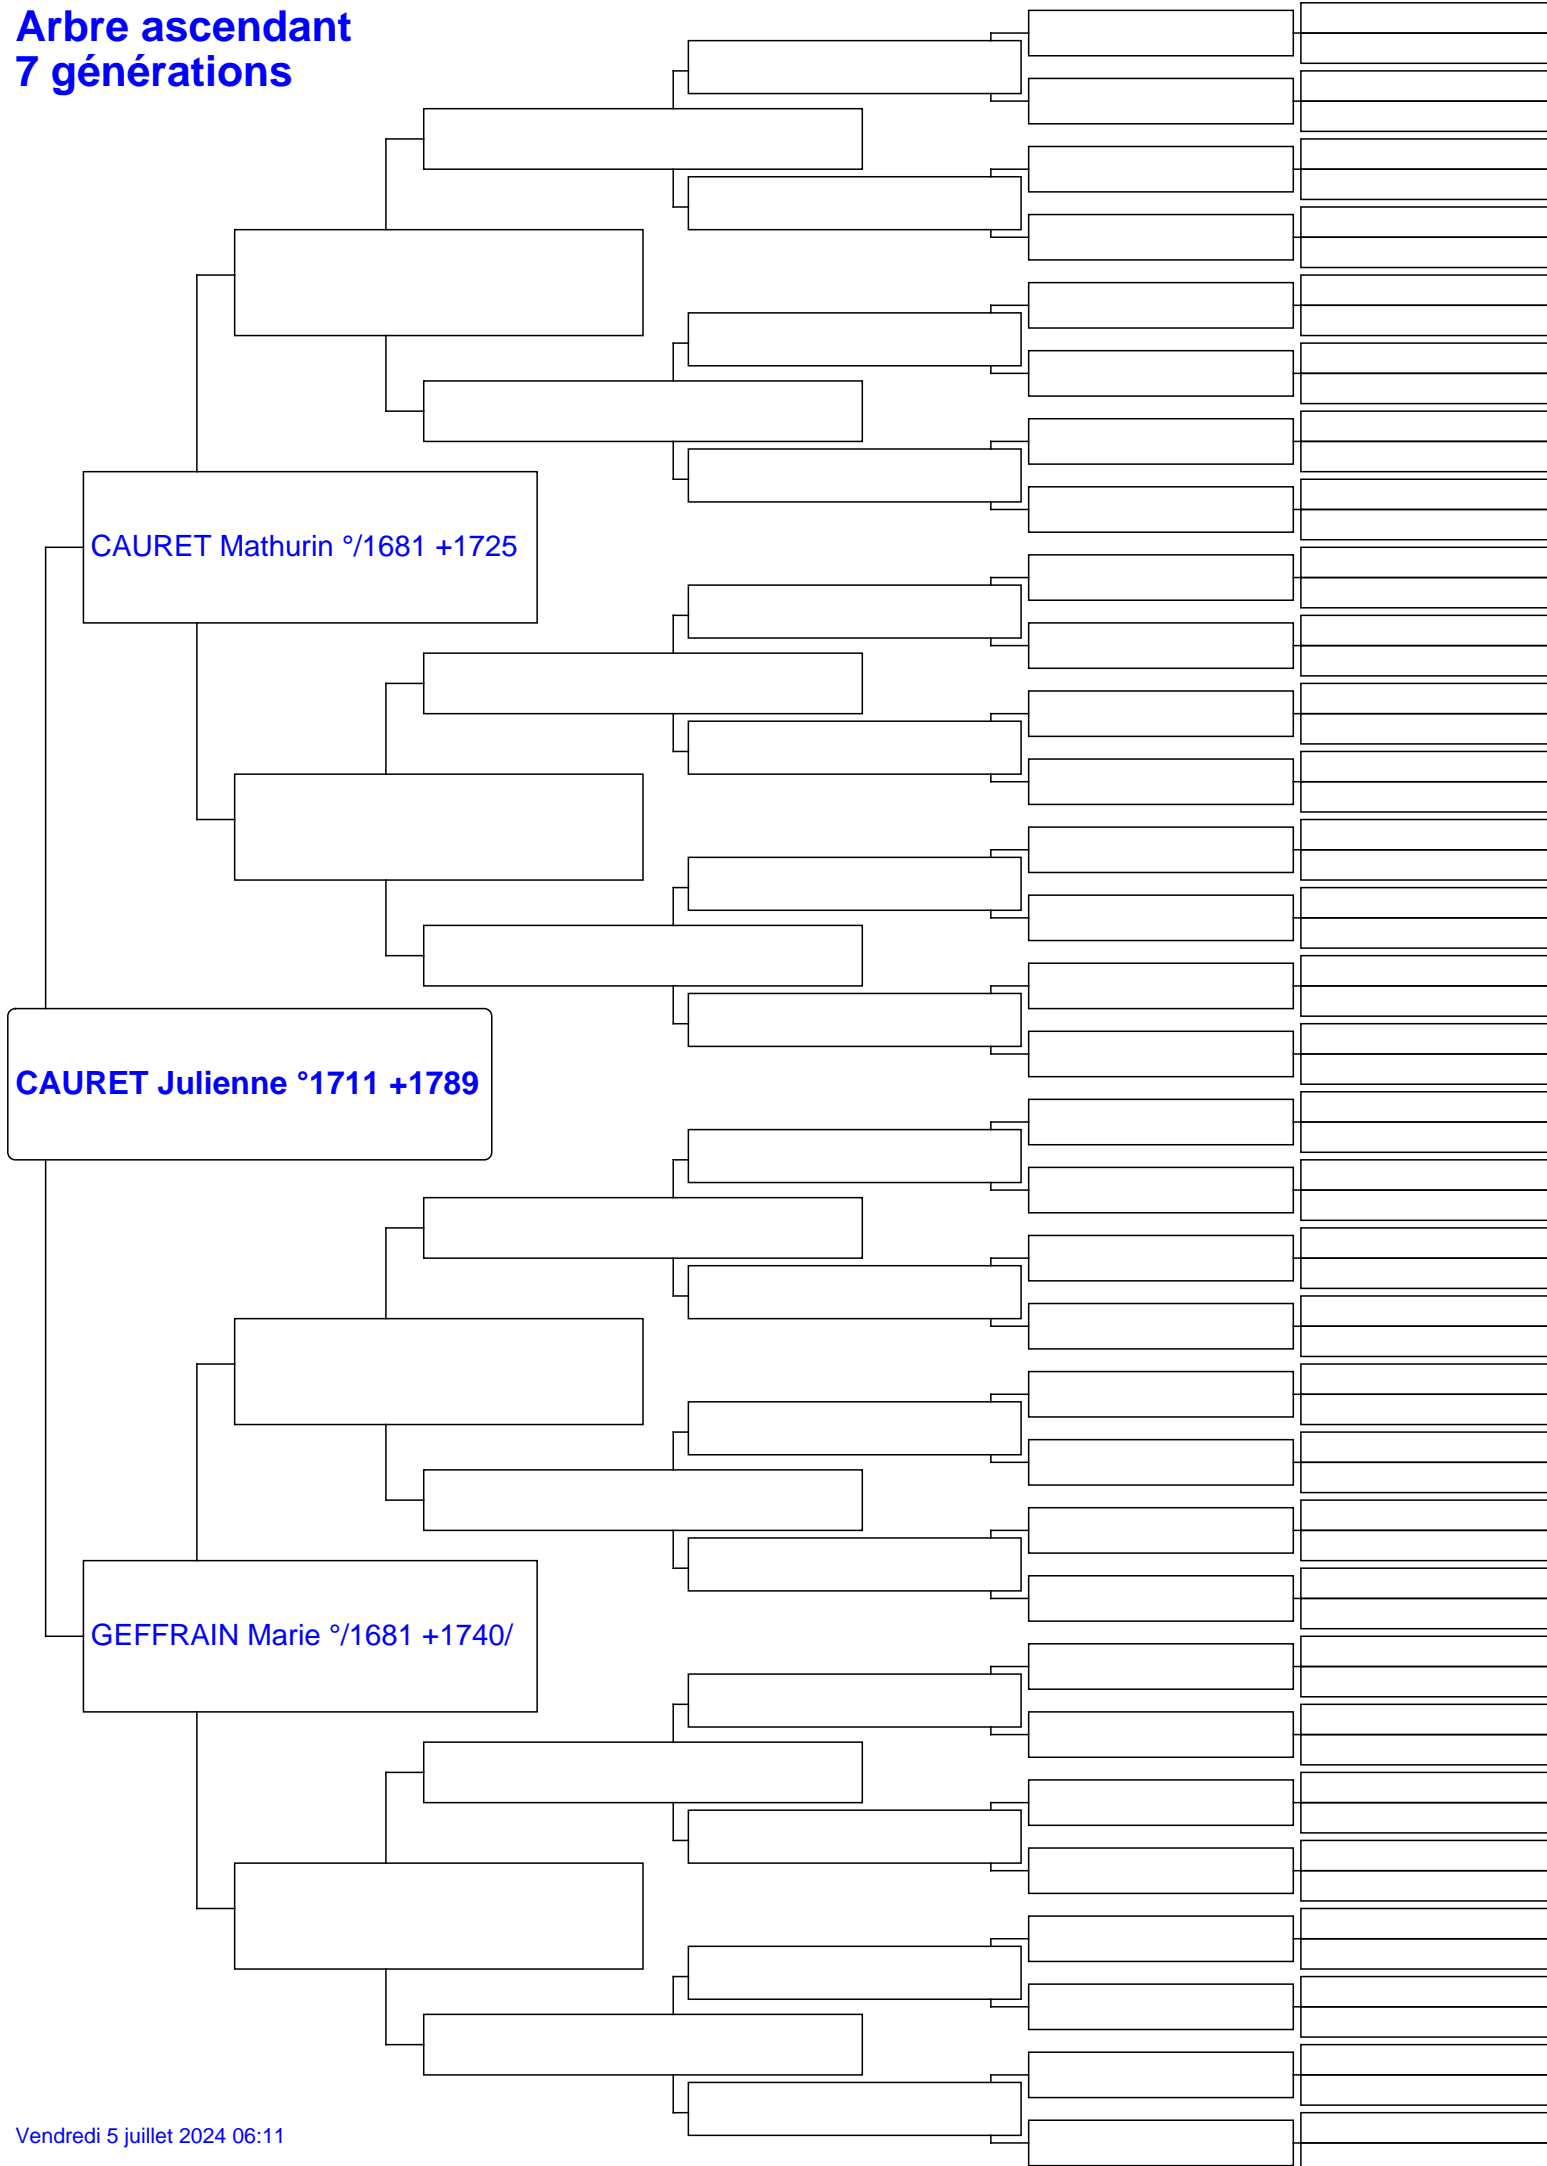 Arbre ascendant
7 générations
CAURET Mathurin °/1681 +1725
CAURET Julienne °1711 +1789
GEFFRAIN Marie °/1681 +1740/
Vendredi 5 juillet 2024 06:11